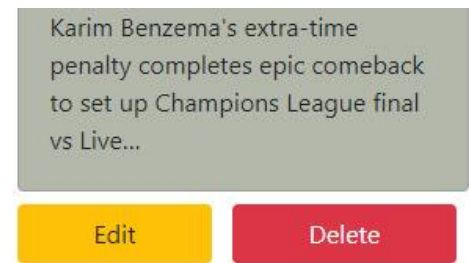 Karim Benzema's extra-time
penalty completes epic comeback
to set up Champions League final
vs Live...
Edit
Delete